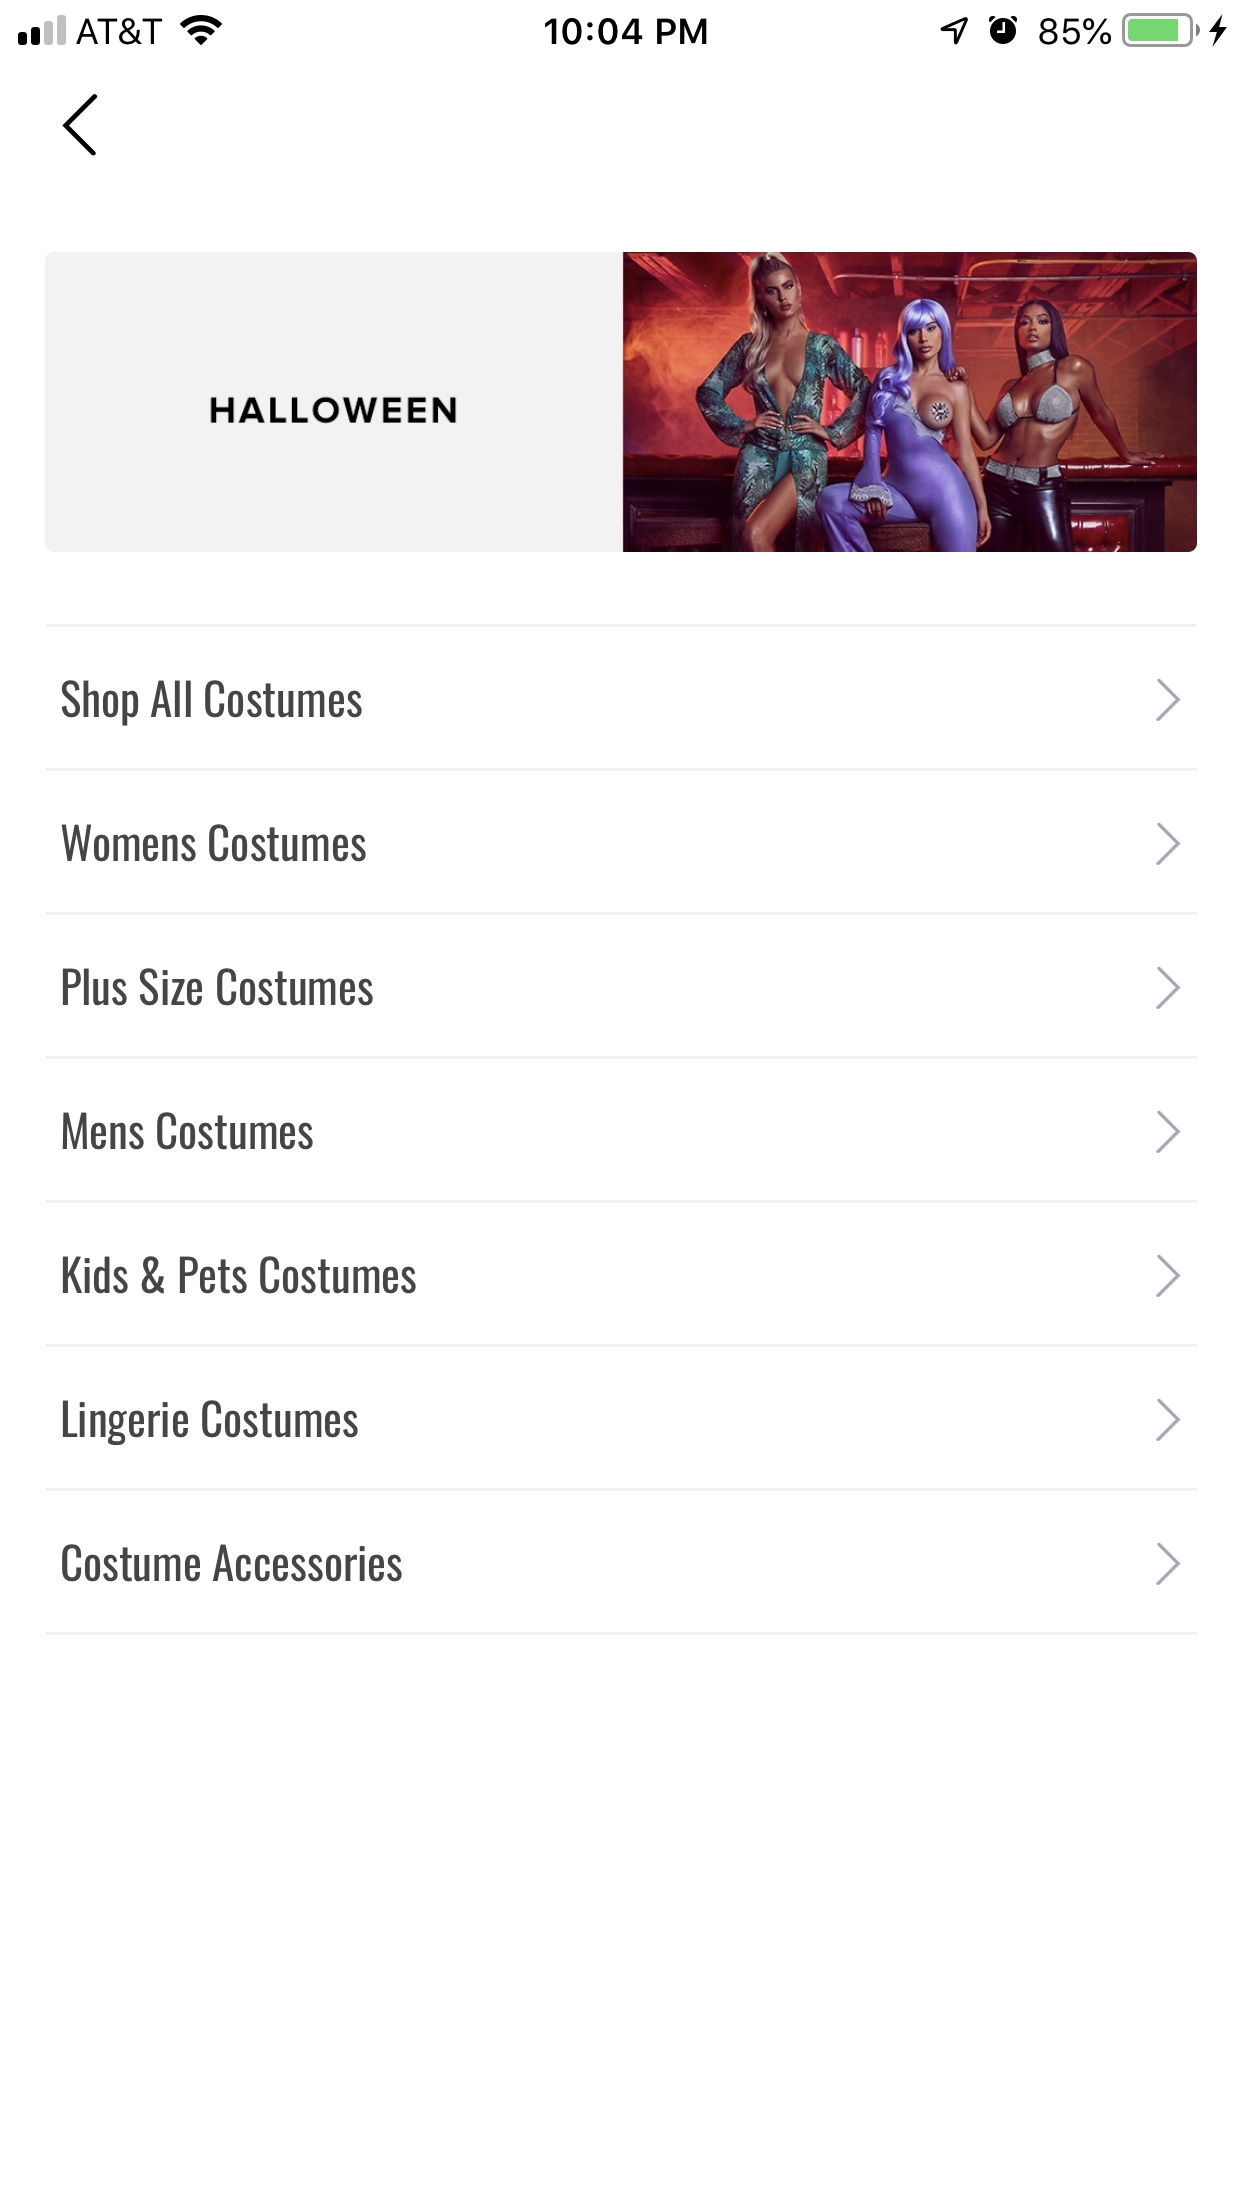 AT&T 10:04 PM 85%
HALLOWEEN
Shop All Costumes
Womens Costumes
Plus Size Costumes
Mens Costumes
Kids & Pets Costumes
Lingerie Costumes
Costume Accessories